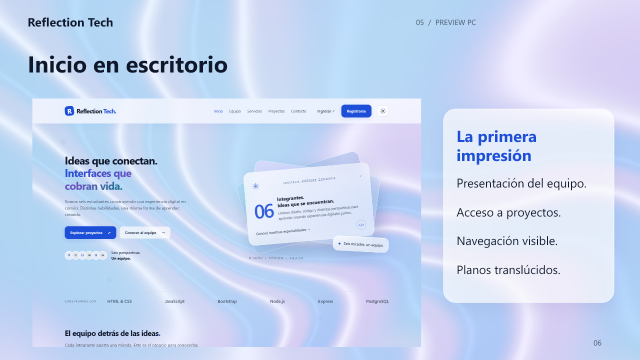 Reflection Tech
05 / PREVIEW PC
Inicio en escritorio
Reflection Tech.
Inicio Equipo Servicios Proyectos Contacto Ingresar Registrarse
Ideas que conectan.
Interfaces que
cobran vida.
Explorar proyectos
Conocer al equipo
Un equipo.
06
Integrantes.
Ideas que se encuentran.
HTML & CSS JavaScript Bootstrap Node.js Express PostgreSQL
El equipo detrás de las ideas.
La primera
impresión
Presentación del equipo.
Acceso a proyectos.
Navegación visible.
Planos translúcidos.
06